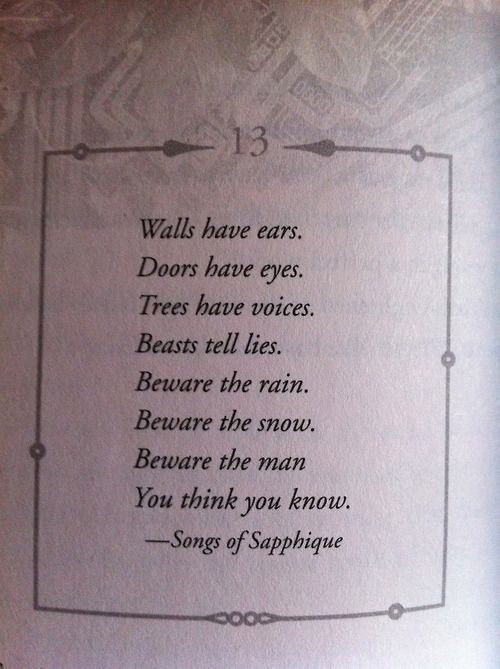 13
Walls have ears.
Doors have eyes.
Trees have voices.
Beasts tell lies.
Beware the rain.
Beware the snow.
Beware the man
You think you know.
—Songs of Sapphique